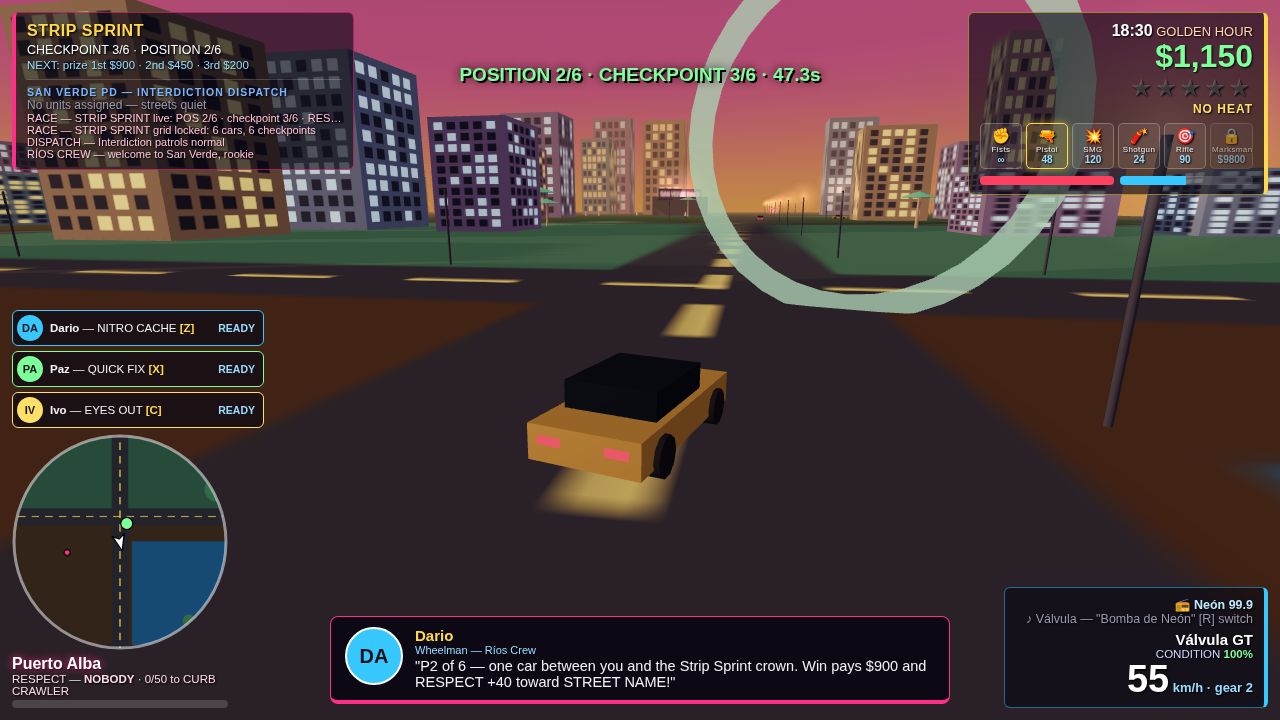 STRIP SPRINT
CHECKPOINT 3/6 · POSITION 2/6
NEXT: prize 1st $900 · 2nd $450 · 3rd $200
SAN VERDE PD — INTERDICTION DISPATCH
No units assigned — streets quiet
RACE — STRIP SPRINT live: POS 2/6 · checkpoint 3/6 · RES…
RACE — STRIP SPRINT grid locked: 6 cars, 6 checkpoints
DISPATCH — Interdiction patrols normal
RÍOS CREW — welcome to San Verde, rookie
POSITION 2/6 · CHECKPOINT 3/6 · 47.3s
18:30 GOLDEN HOUR
$1,150
NO HEAT
Fists Pistol SMG Shotgun Rifle Marksman
∞ 48 120 24 90 $9800
DA Dario — NITRO CACHE [Z] READY
PA Paz — QUICK FIX [X] READY
IV Ivo — EYES OUT [C] READY
Puerto Alba
RESPECT — NOBODY · 0/50 to CURB
CRAWLER
DA
Dario
Wheelman — Ríos Crew
"P2 of 6 — one car between you and the Strip Sprint crown. Win pays $900 and
RESPECT +40 toward STREET NAME!"
Neón 99.9
♪ Válvula — "Bomba de Neón" [R] switch
Válvula GT
CONDITION 100%
55 km/h · gear 2